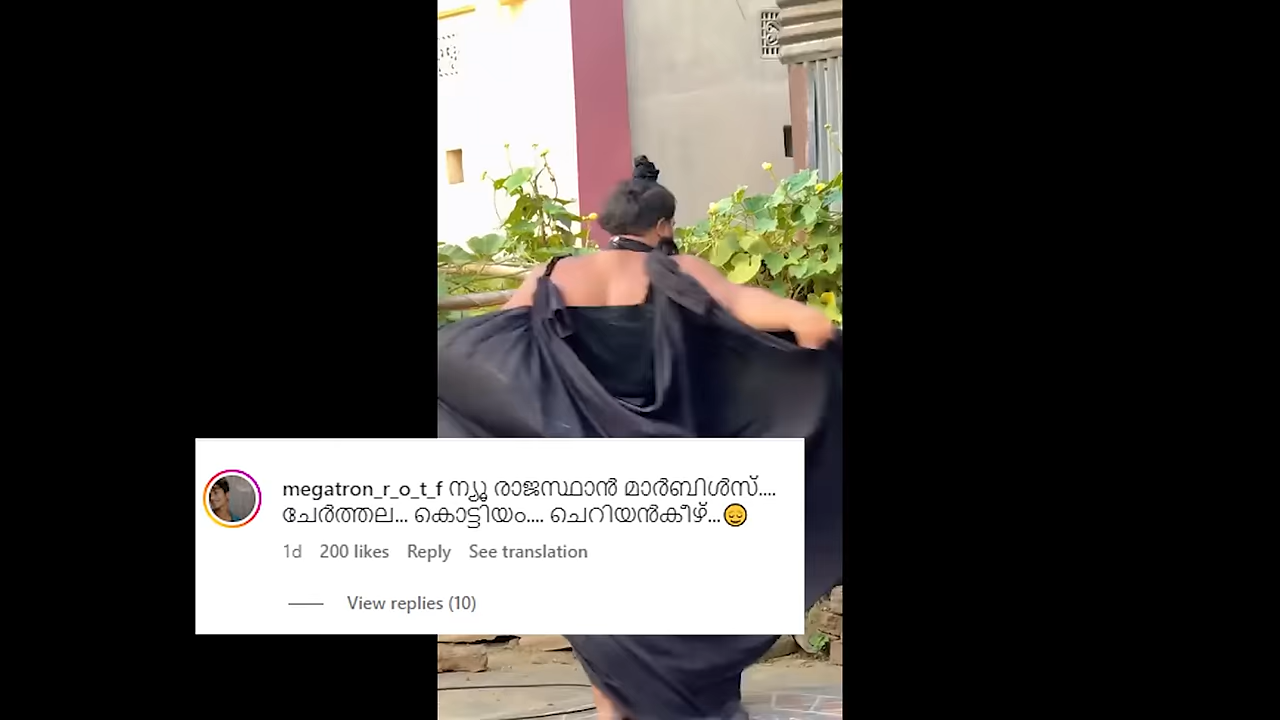 megatron_r_o_t_f ന്യൂ രാജസ്ഥാൻ മാർബിൾസ്....
ചേർത്തല... കൊട്ടിയം.... ചെറിയൻകീഴ്...😌
1d 200 likes Reply See translation
View replies (10)